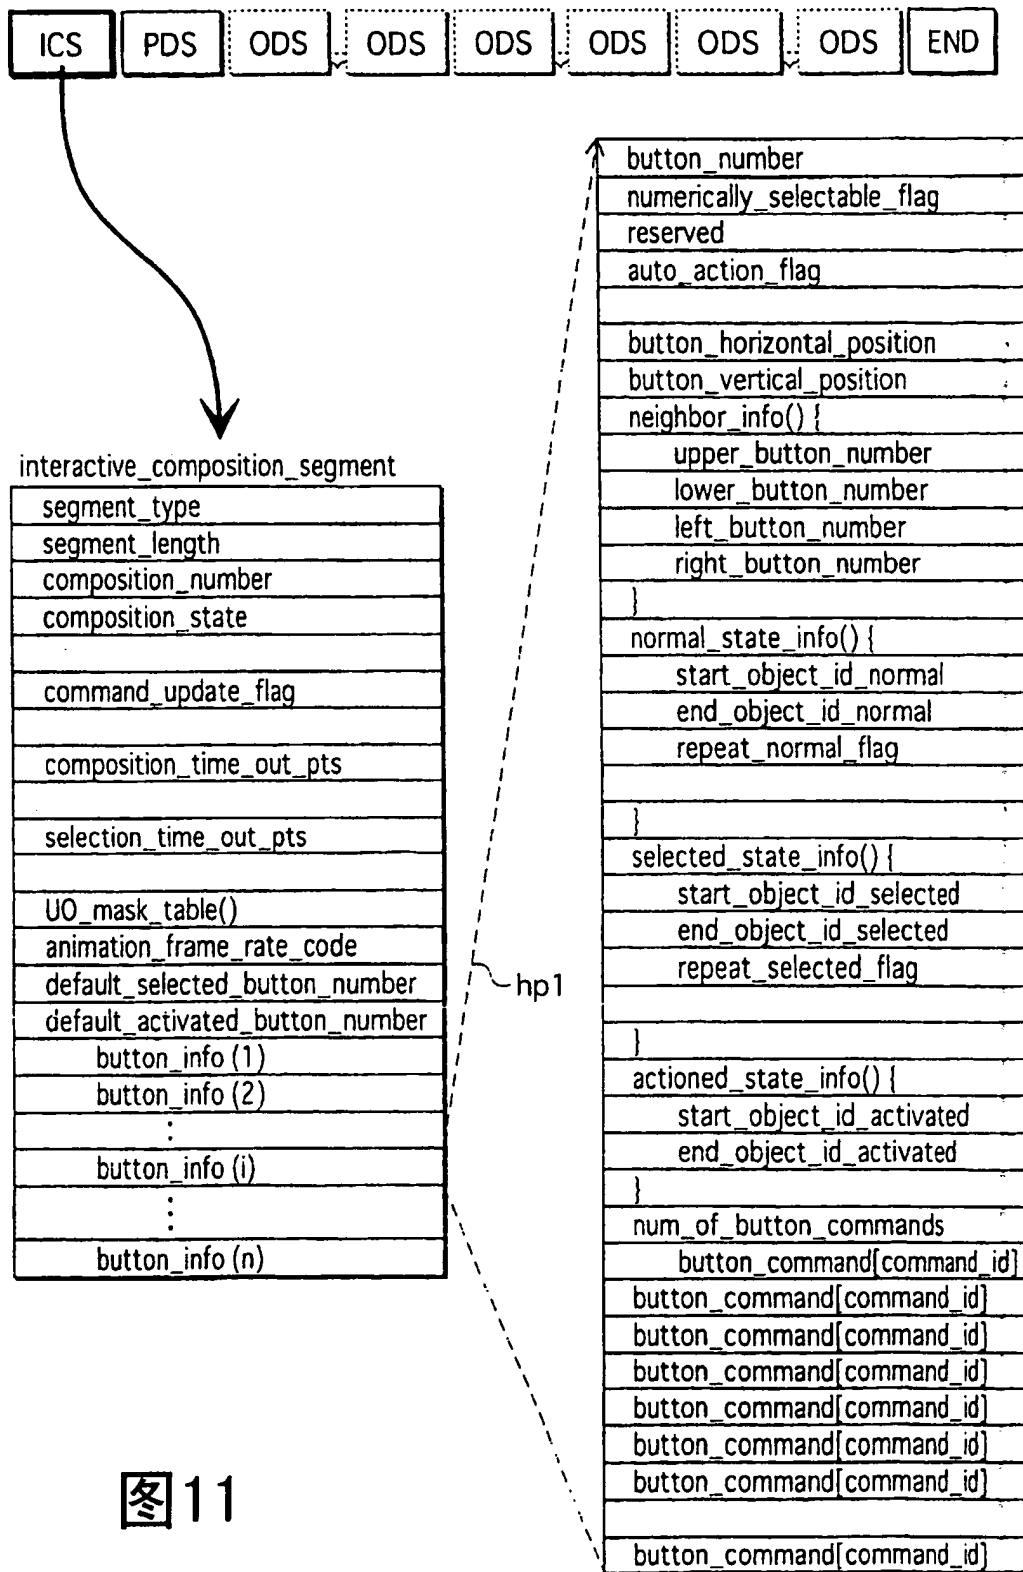 ICS PDS ODS ODS ODS ODS ODS ODS END
interactive_composition_segment
segment_type
segment_length
composition_number
composition_state
command_update_flag
composition_time_out_pts
selection_time_out_pts
UO_mask_table()
animation_frame_rate_code
default_selected_button_number
default_activated_button_number
button_info (1)
button_info (2)
⋮
button_info (i)
⋮
button_info (n)
hp1
button_number
numerically_selectable_flag
reserved
auto_action_flag
button_horizontal_position
button_vertical_position
neighbor_info() {
upper_button_number
lower_button_number
left_button_number
right_button_number
}
normal_state_info() {
start_object_id_normal
end_object_id_normal
repeat_normal_flag
}
selected_state_info() {
start_object_id_selected
end_object_id_selected
repeat_selected_flag
}
actioned_state_info() {
start_object_id_activated
end_object_id_activated
}
num_of_button_commands
button_command[command_id]
button_command[command_id]
button_command[command_id]
button_command[command_id]
button_command[command_id]
button_command[command_id]
button_command[command_id]
button_command[command_id]
图11